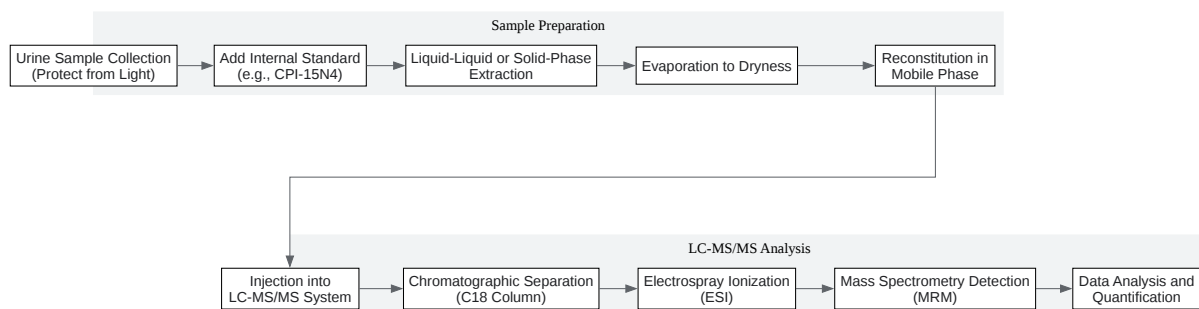 Sample Preparation
Urine Sample Collection
(Protect from Light)
Add Internal Standard
(e.g., CPI-15N4)
Liquid-Liquid or Solid-Phase
Extraction
Evaporation to Dryness
Reconstitution in
Mobile Phase
LC-MS/MS Analysis
Injection into
LC-MS/MS System
Chromatographic Separation
(C18 Column)
Electrospray Ionization
(ESI)
Mass Spectrometry Detection
(MRM)
Data Analysis and
Quantification